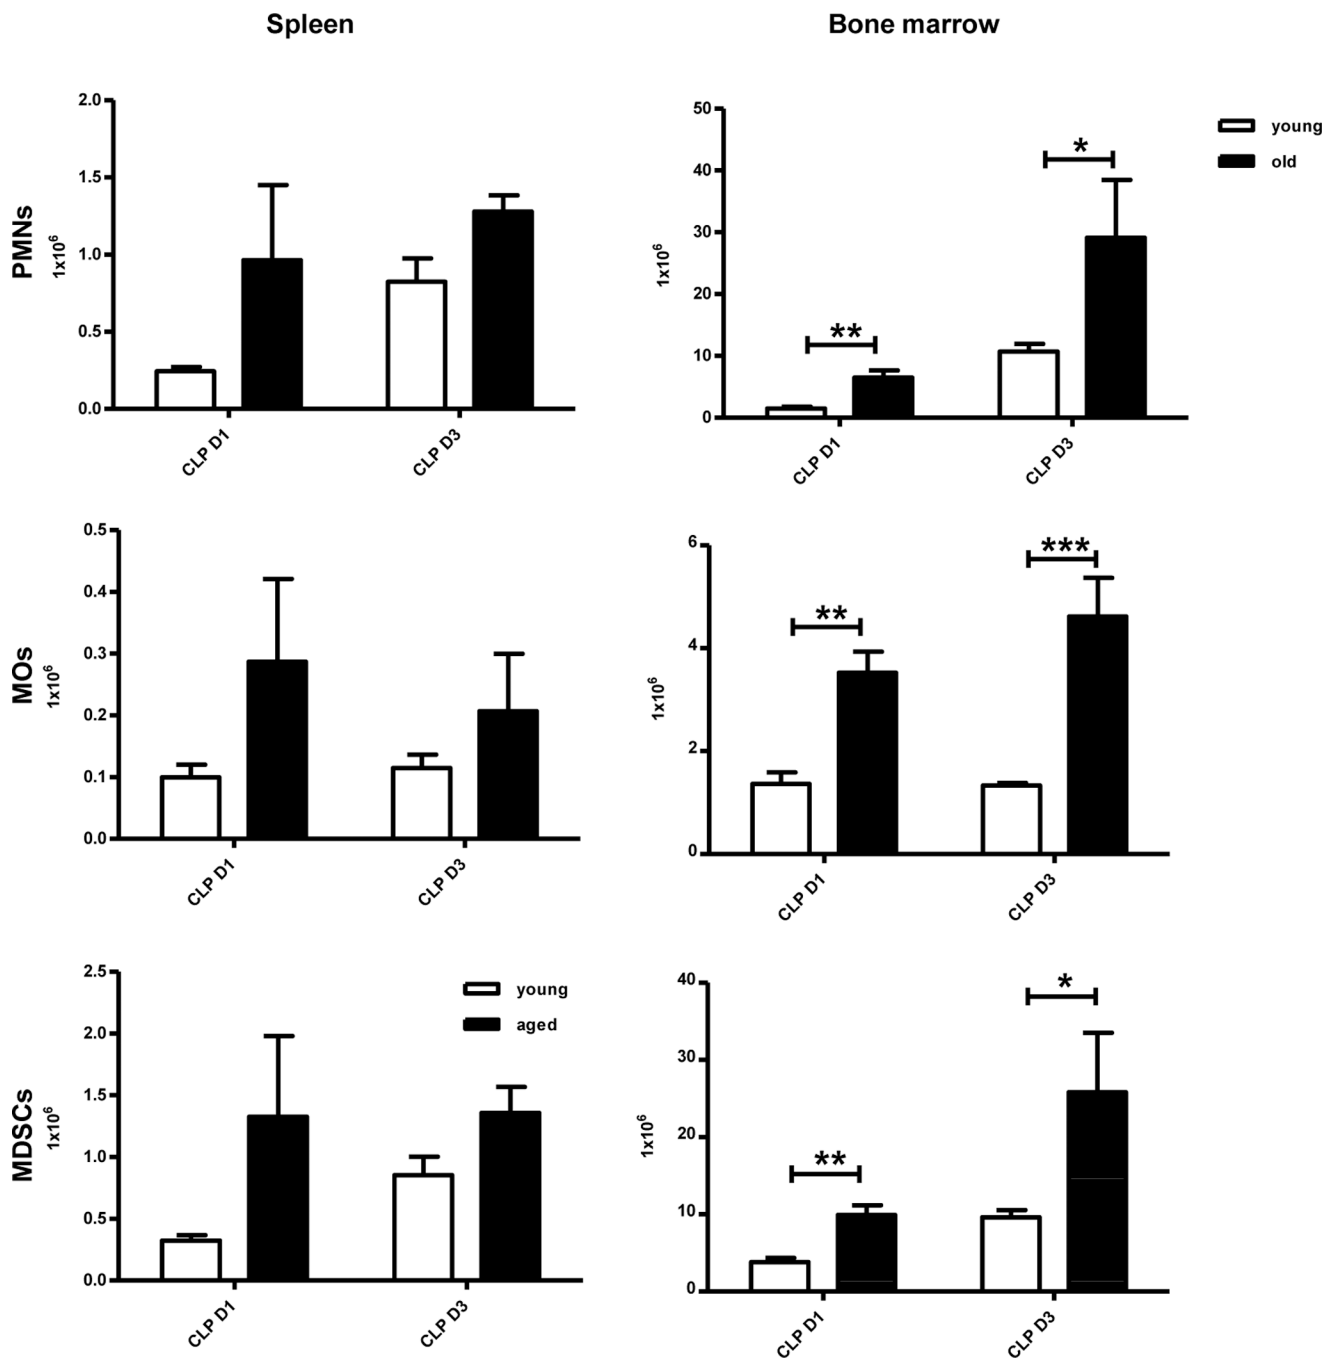 Spleen
Bone marrow
PMNs
1x10⁶
2.0
1.5
1.0
0.5
0.0
CLP D1
CLP D3
1x10⁶
50
40
30
20
10
0
**
*
CLP D1
CLP D3
young
old
MOs
1x10⁶
0.5
0.4
0.3
0.2
0.1
0.0
CLP D1
CLP D3
1x10⁶
6
4
2
0
**
***
CLP D1
CLP D3
MDSCs
1x10⁶
2.5
2.0
1.5
1.0
0.5
0.0
young
aged
CLP D1
CLP D3
1x10⁶
40
30
20
10
0
**
*
CLP D1
CLP D3